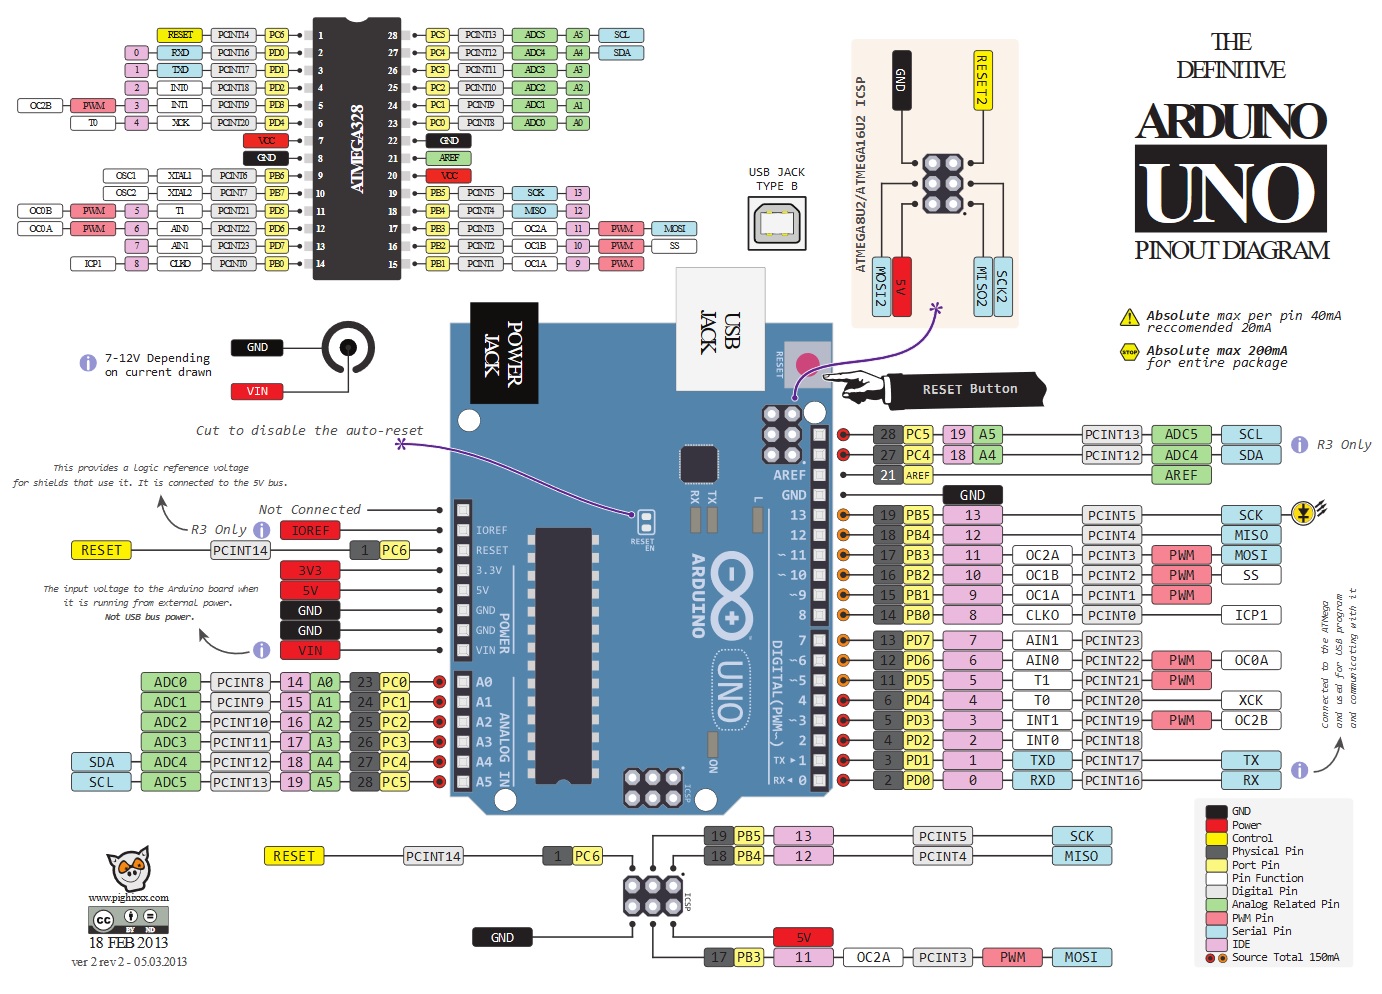 THE
DEFINITIVE
ARDUINO
UNO
PINOUT DIAGRAM
Absolute max per pin 40mA
reccomended 20mA
STOP
Absolute max 200mA
for entire package
ATMEGA328
RESET PCINT14 PC6 1
0 RXD PCINT16 PD0 2
1 TXD PCINT17 PD1 3
2 INT0 PCINT18 PD2 4
OC2B PWM 3 INT1 PCINT19 PD3 5
T0 4 XCK PCINT20 PD4 6
VCC 7
GND 8
OSC1 XTAL1 PCINT6 PB6 9
OSC2 XTAL2 PCINT7 PB7 10
OC0B PWM 5 T1 PCINT21 PD5 11
OC0A PWM 6 AIN0 PCINT22 PD6 12
7 AIN1 PCINT23 PD7 13
ICP1 8 CLKO PCINT0 PB0 14
28 PC5 PCINT13 ADC5 A5 SCL
27 PC4 PCINT12 ADC4 A4 SDA
26 PC3 PCINT11 ADC3 A3
25 PC2 PCINT10 ADC2 A2
24 PC1 PCINT9 ADC1 A1
23 PC0 PCINT8 ADC0 A0
22 GND
21 AREF
20 VCC
19 PB5 PCINT5 SCK 13
18 PB4 PCINT4 MISO 12
17 PB3 PCINT3 OC2A 11 PWM MOSI
16 PB2 PCINT2 OC1B 10 PWM SS
15 PB1 PCINT1 OC1A 9 PWM
USB JACK
TYPE B
ATMEGA8U2/ATMEGA16U2 ICSP
GND
RESET2
MOSI2
5V
MISO2
SCK2
GND
VIN
7-12V Depending
on current drawn
POWER
JACK
USB
JACK
RESET
RESET Button
Cut to disable the auto-reset
This provides a logic reference voltage
for shields that use it. It is connected to the 5V bus.
Not Connected
R3 Only IOREF
RESET PCINT14 1 PC6
3V3
5V
GND
GND
VIN
The input voltage to the Arduino board when
it is running from external power.
Not USB bus power.
ADC0 PCINT8 14 A0 23 PC0
ADC1 PCINT9 15 A1 24 PC1
ADC2 PCINT10 16 A2 25 PC2
ADC3 PCINT11 17 A3 26 PC3
SDA ADC4 PCINT12 18 A4 27 PC4
SCL ADC5 PCINT13 19 A5 28 PC5
IOREF
RESET
3.3V
5V
GND
GND
VIN
POWER
A0
A1
A2
A3
A4
A5
ANALOG IN
RESET
EN
RX
TX
L
ARDUINO
UNO
ON
ICSP
AREF
GND
13
12
~11
~10
~9
8
7
~6
~5
4
~3
2
TX 1
RX 0
DIGITAL(PWM~)
28 PC5 19 A5 PCINT13 ADC5 SCL
R3 Only
27 PC4 18 A4 PCINT12 ADC4 SDA
21 AREF AREF
GND
19 PB5 13 PCINT5 SCK
18 PB4 12 PCINT4 MISO
17 PB3 11 OC2A PCINT3 PWM MOSI
16 PB2 10 OC1B PCINT2 PWM SS
15 PB1 9 OC1A PCINT1 PWM
14 PB0 8 CLKO PCINT0 ICP1
13 PD7 7 AIN1 PCINT23
12 PD6 6 AIN0 PCINT22 PWM OC0A
11 PD5 5 T1 PCINT21 PWM
6 PD4 4 T0 PCINT20 XCK
5 PD3 3 INT1 PCINT19 PWM OC2B
4 PD2 2 INT0 PCINT18
3 PD1 1 TXD PCINT17 TX
2 PD0 0 RXD PCINT16 RX
Connected to the ATMega
and used for USB program
and communicating with it
RESET PCINT14 1 PC6
19 PB5 13 PCINT5 SCK
18 PB4 12 PCINT4 MISO
ICSP
GND
5V
17 PB3 11 OC2A PCINT3 PWM MOSI
GND
Power
Control
Physical Pin
Port Pin
Pin Function
Digital Pin
Analog Related Pin
PWM Pin
Serial Pin
IDE
Source Total 150mA
www.pighixxx.com
cc BY ND
18 FEB 2013
ver 2 rev 2 - 05.03.2013